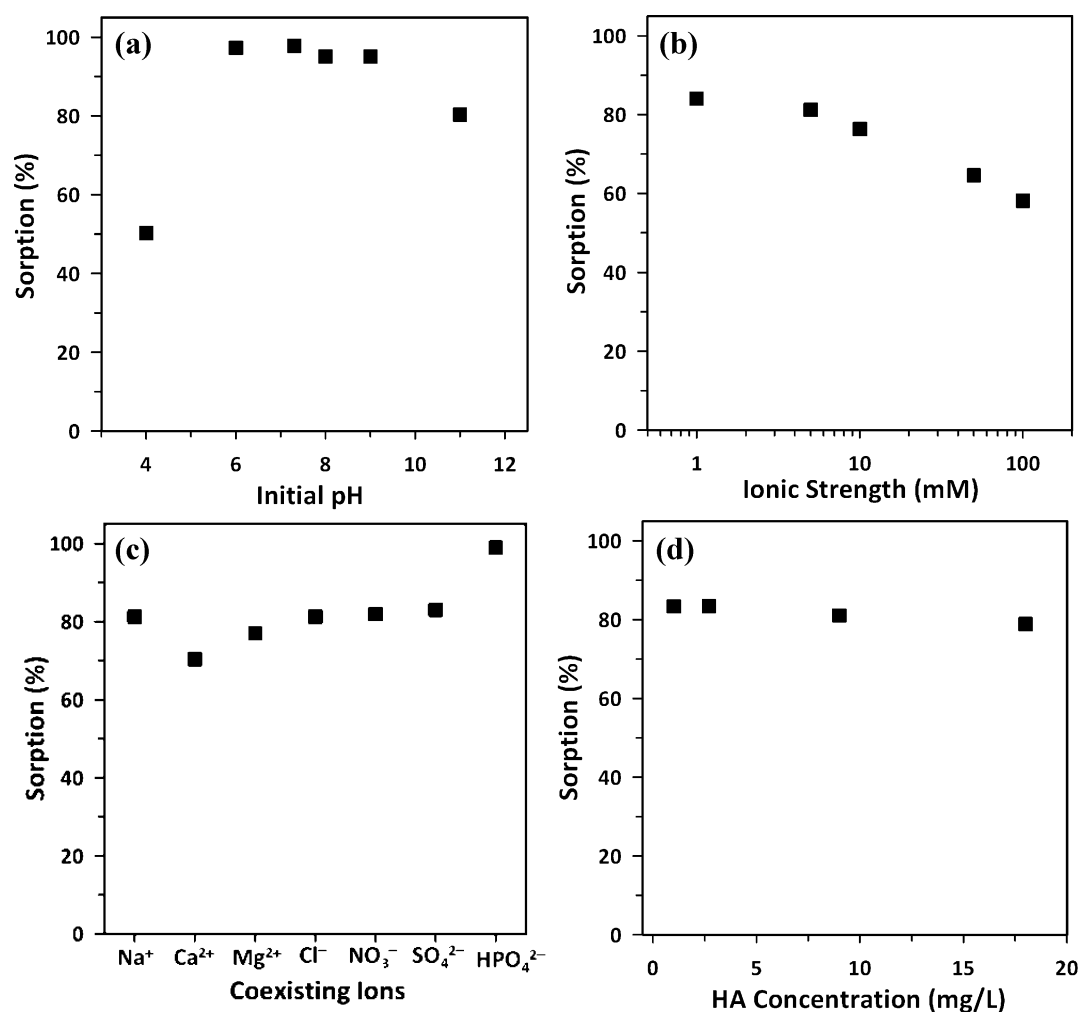 (a)
100
80
60
40
20
0
Sorption (%)
4 6 8 10 12
Initial pH
(b)
100
80
60
40
20
0
Sorption (%)
1 10 100
Ionic Strength (mM)
(c)
100
80
60
40
20
0
Sorption (%)
Na⁺ Ca²⁺ Mg²⁺ Cl⁻ NO₃⁻ SO₄²⁻ HPO₄²⁻
Coexisting Ions
(d)
100
80
60
40
20
0
Sorption (%)
0 5 10 15 20
HA Concentration (mg/L)